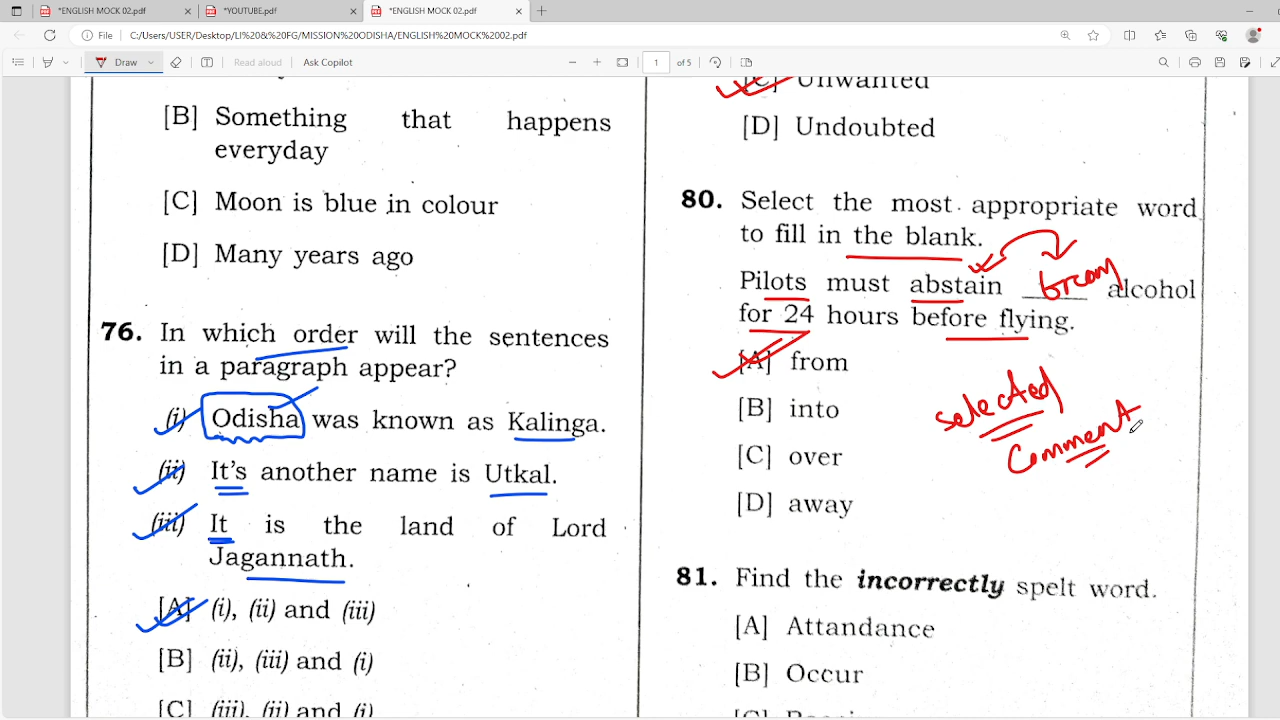 *ENGLISH MOCK 02.pdf
*YOUTUBE.pdf
*ENGLISH MOCK 02.pdf
File
C:/Users/USER/Desktop/LI%20&%20FG/MISSION%20ODISHA/ENGLISH%20MOCK%2002.pdf
Draw
Read aloud
Ask Copilot
1 of 5
[B] Something that happens
everyday
[C] Moon is blue in colour
[D] Many years ago
76. In which order will the sentences
in a paragraph appear?
(i) Odisha was known as Kalinga.
(ii) It's another name is Utkal.
(iii) It is the land of Lord
Jagannath.
[A] (i), (ii) and (iii)
[B] (ii), (iii) and (i)
[C] (iii), (ii) and (i)
[C] Unwanted
[D] Undoubted
80. Select the most appropriate word
to fill in the blank.
Pilots must abstain ____ alcohol
from
for 24 hours before flying.
[A] from
[B] into
[C] over
[D] away
selected
comment
81. Find the incorrectly spelt word.
[A] Attandance
[B] Occur